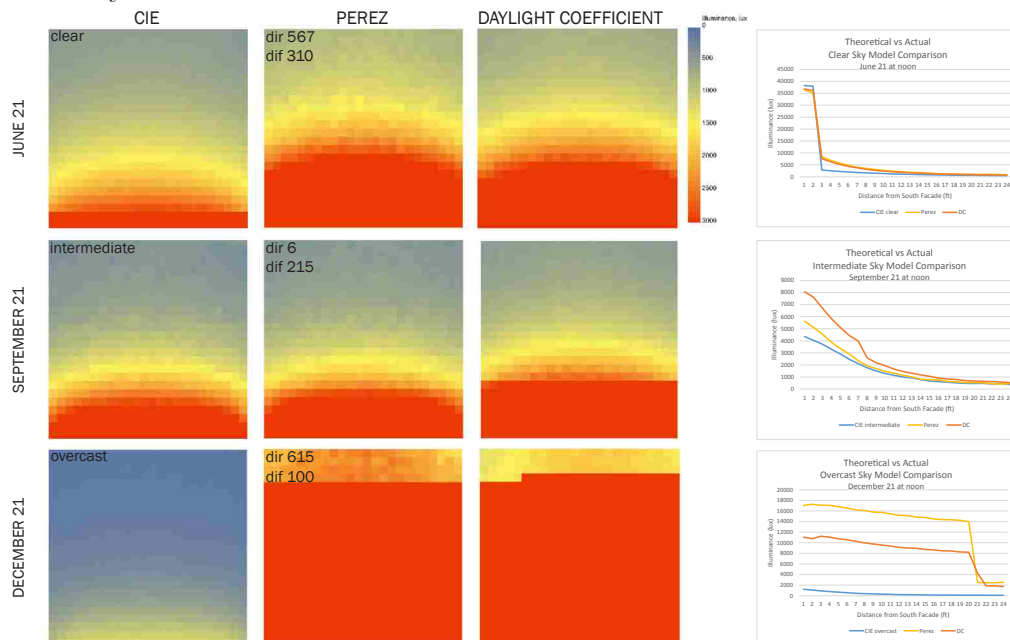 CIE
PEREZ
DAYLIGHT COEFFICIENT
Illuminance, Lux
0
500
1000
1500
2000
2500
3000
JUNE 21
clear
dir 567
dif 310
Theoretical vs Actual
Clear Sky Model Comparison
June 21 at noon
Illuminance (lux)
45000
40000
35000
30000
25000
20000
15000
10000
5000
0
1 2 3 4 5 6 7 8 9 10 11 12 13 14 15 16 17 18 19 20 21 22 23 24
Distance from South Facade (ft)
CIE clear Perez DC
SEPTEMBER 21
intermediate
dir 6
dif 215
Theoretical vs Actual
Intermediate Sky Model Comparison
September 21 at noon
Illuminance (lux)
9000
8000
7000
6000
5000
4000
3000
2000
1000
0
1 2 3 4 5 6 7 8 9 10 11 12 13 14 15 16 17 18 19 20 21 22 23 24
Distance from South Facade (ft)
CIE intermediate Perez DC
DECEMBER 21
overcast
dir 615
dif 100
Theoretical vs Actual
Overcast Sky Model Comparison
December 21 at noon
Illuminance (lux)
20000
18000
16000
14000
12000
10000
8000
6000
4000
2000
0
1 2 3 4 5 6 7 8 9 10 11 12 13 14 15 16 17 18 19 20 21 22 23 24
Distance from South Facade (ft)
CIE overcast Perez DC